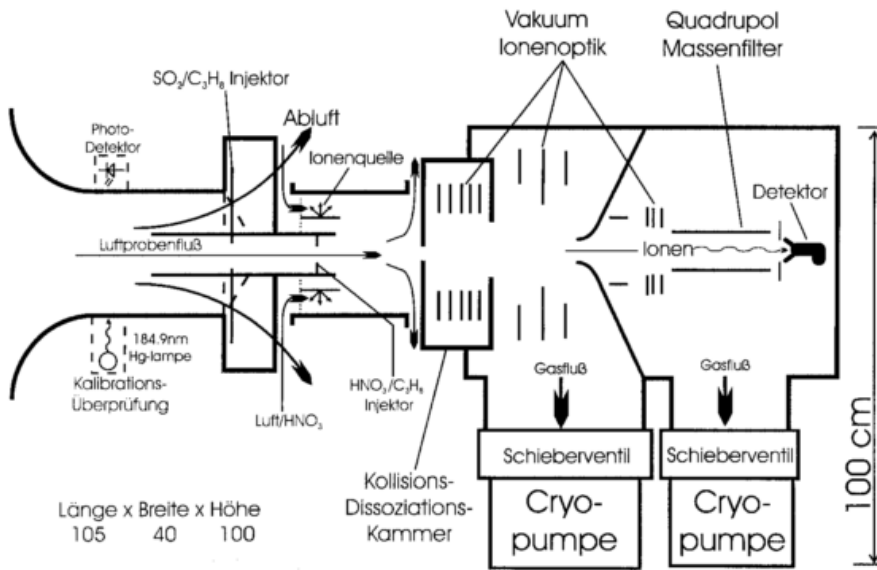 Vakuum
Ionenoptik
Quadrupol
Massenfilter
SO₂/C₃H₈ Injektor
Abluft
Photo-
Detektor
Ionenquelle
Detektor
Luftprobenfluß
Ionen
184.9nm
Hg-lampe
Kalibrations-
Überprüfung
HNO₃/C₃H₈
Injektor
Luft/HNO₃
Gasfluß
Gasfluß
Schieberventil
Schieberventil
Kollisions-
Dissoziations-
Kammer
Cryo-
pumpe
Cryo-
pumpe
100 cm
Länge x Breite x Höhe
105 40 100